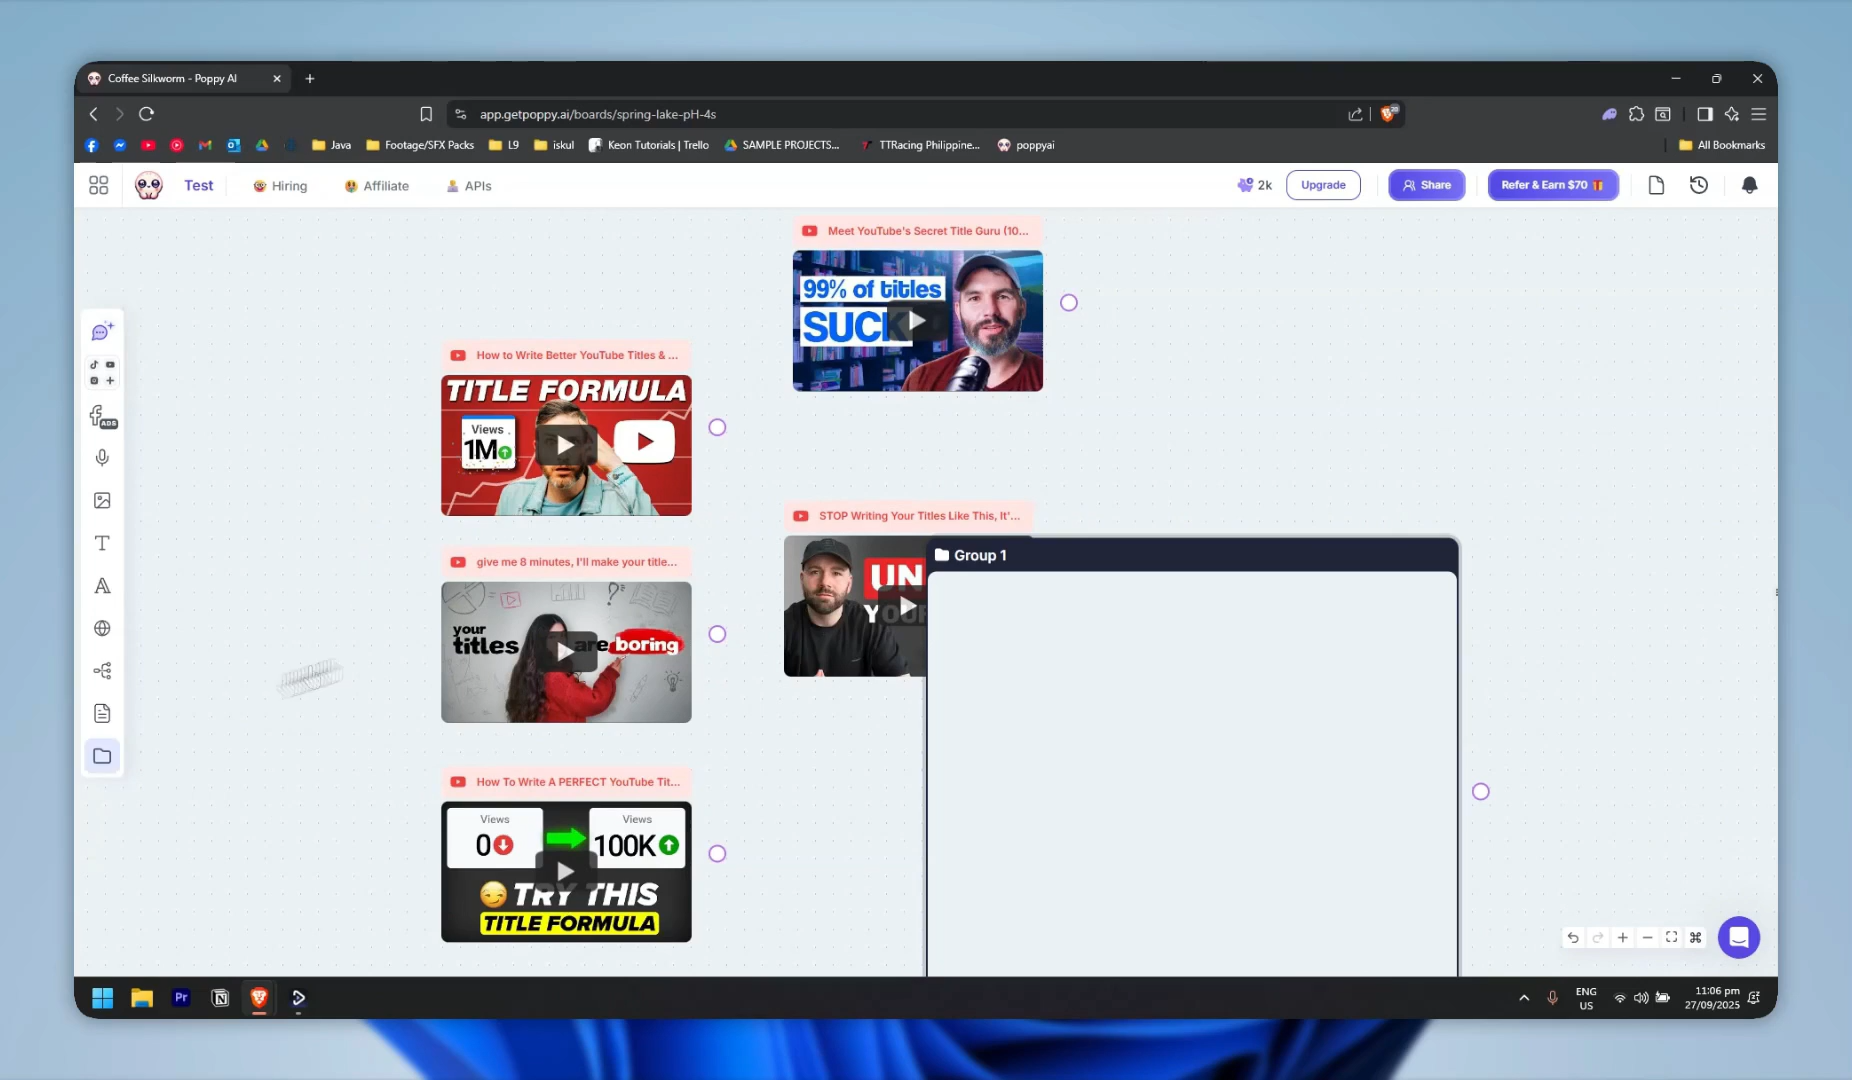 Coffee Silkworm - Poppy AI
app.getpoppy.ai/boards/spring-lake-pH-4s
Java
Footage/SFX Packs
L9
iskul
Keon Tutorials | Trello
SAMPLE PROJECTS...
TTRacing Philippine...
poppyai
All Bookmarks
Test
Hiring
Affiliate
APIs
2k
Upgrade
Share
Refer & Earn $70
Meet YouTube's Secret Title Guru (10...
99% of titles
SUCK
How to Write Better YouTube Titles & ...
TITLE FORMULA
Views
1M
ADS
STOP Writing Your Titles Like This, It'...
UN
YOUR
Group 1
give me 8 minutes, I'll make your title...
your
titles are boring
How To Write A PERFECT YouTube Tit...
Views
0
Views
100K
TRY THIS
TITLE FORMULA
Pr
ENG
US
11:06 pm
27/09/2025